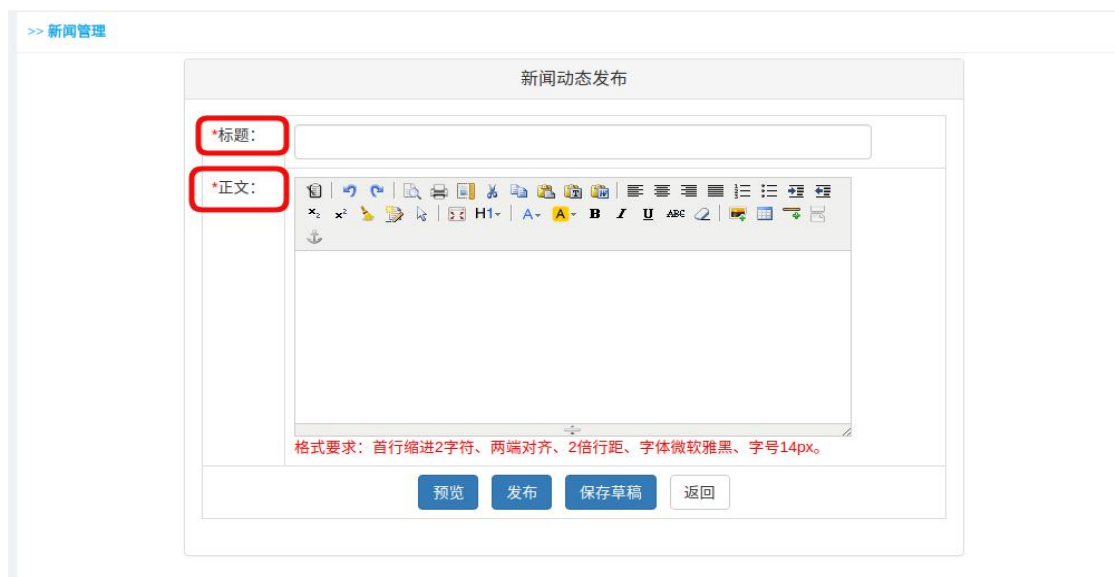 >> 新闻管理
新闻动态发布
*标题：
*正文：
H1 A A B I U ABC
格式要求：首行缩进2字符、两端对齐、2倍行距、字体微软雅黑、字号14px。
预览 发布 保存草稿 返回